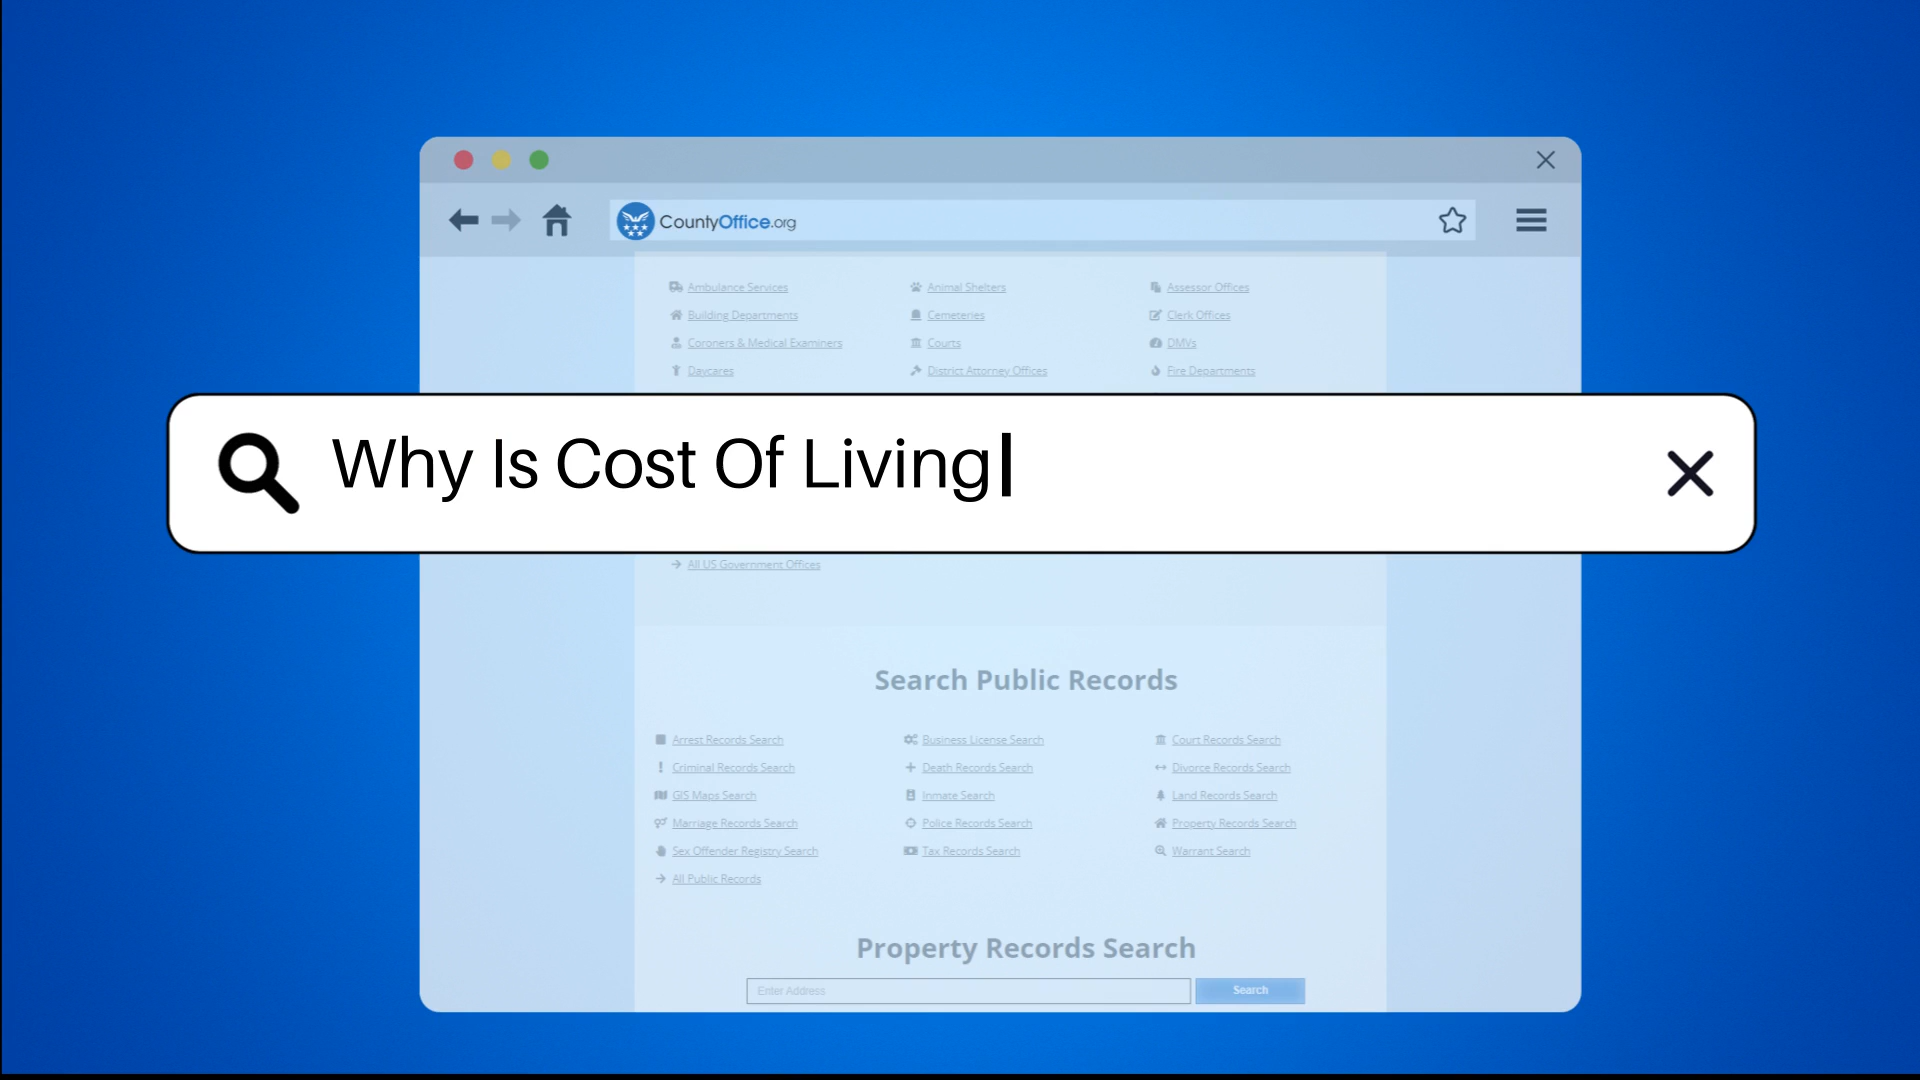 CountyOffice.org
Ambulance Services Animal Shelters Assessor Offices
Building Departments Cemeteries Clerk Offices
Coroners & Medical Examiners Courts DMVs
Daycares District Attorney Offices Fire Departments
Why Is Cost Of Living
All US Government Offices
Search Public Records
Arrest Records Search Business License Search Court Records Search
Criminal Records Search Death Records Search Divorce Records Search
GIS Maps Search Inmate Search Land Records Search
Marriage Records Search Police Records Search Property Records Search
Sex Offender Registry Search Tax Records Search Warrant Search
All Public Records
Property Records Search
Enter Address Search